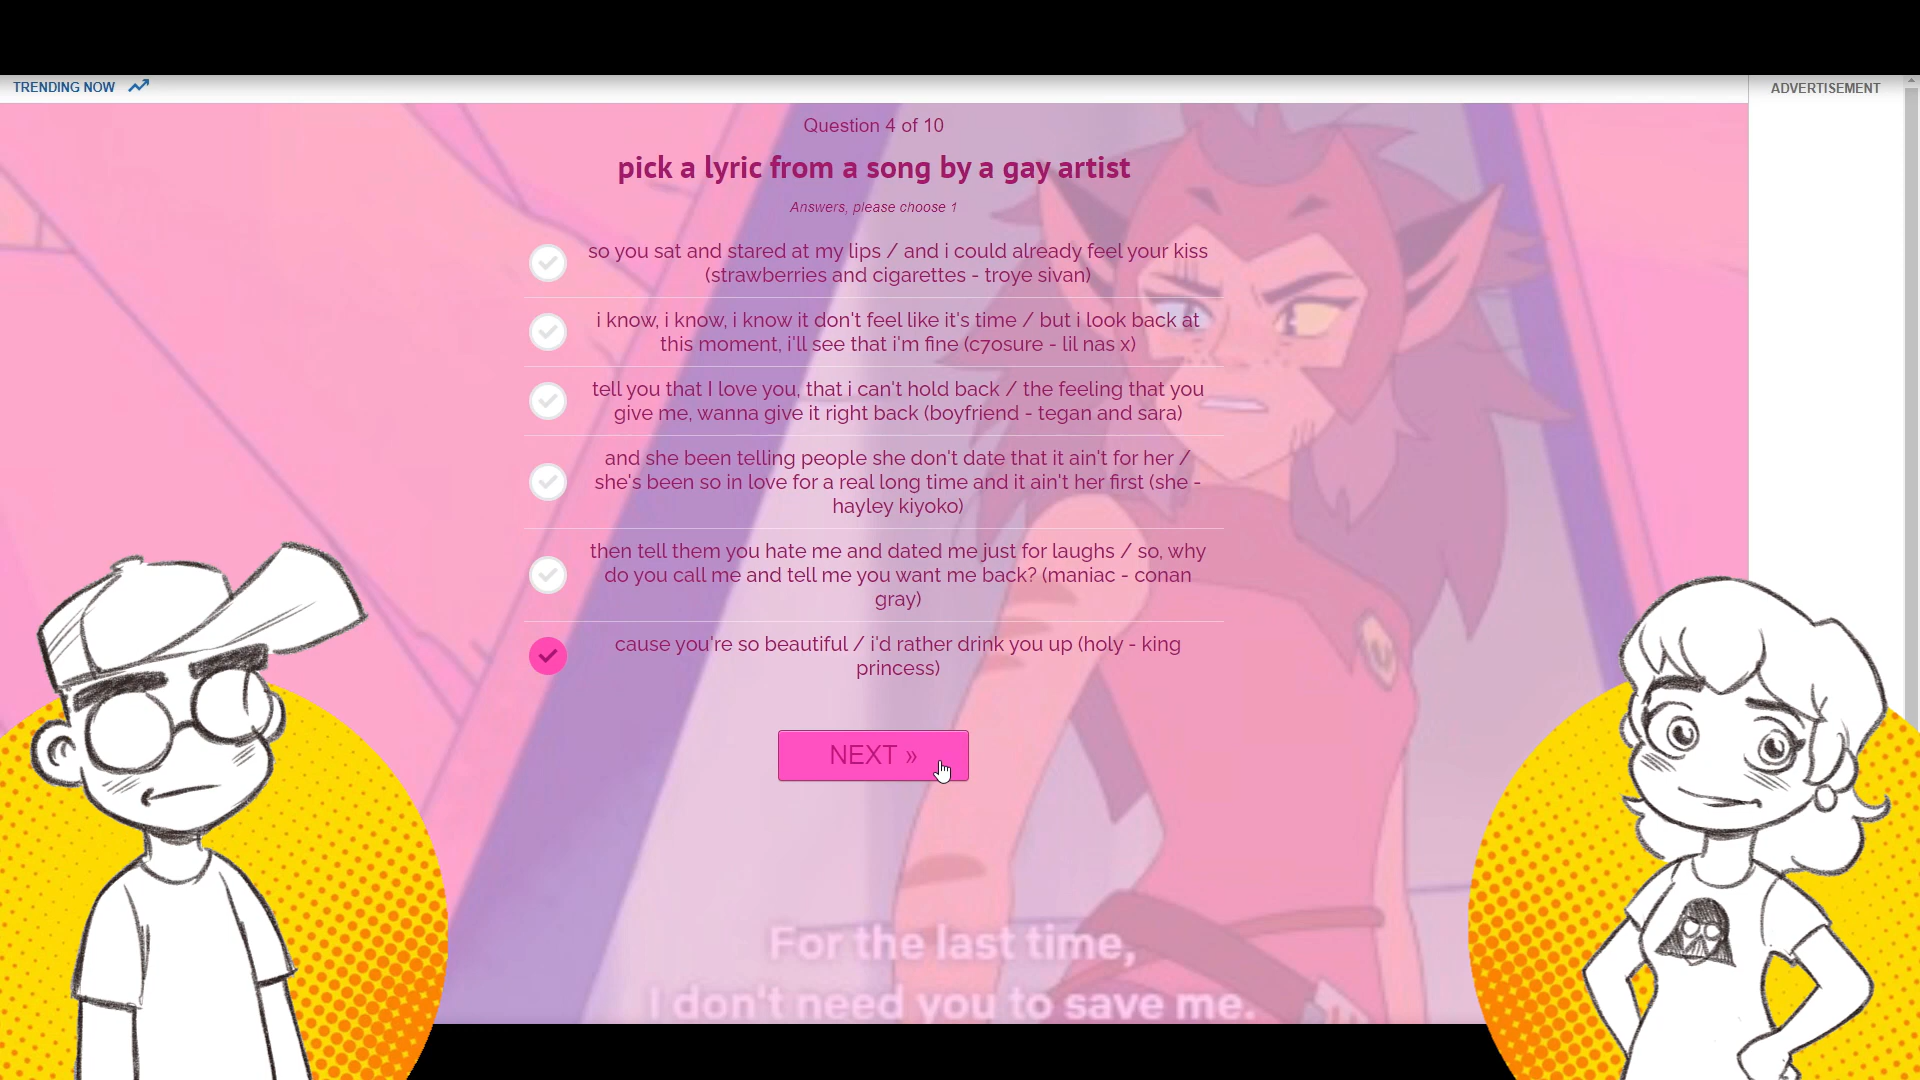 TRENDING NOW
ADVERTISEMENT
Question 4 of 10
pick a lyric from a song by a gay artist
Answers, please choose 1
so you sat and stared at my lips / and i could already feel your kiss
(strawberries and cigarettes - troye sivan)
i know, i know, i know it don't feel like it's time / but i look back at
this moment, i'll see that i'm fine (c7osure - lil nas x)
tell you that I love you, that i can't hold back / the feeling that you
give me, wanna give it right back (boyfriend - tegan and sara)
and she been telling people she don't date that it ain't for her /
she's been so in love for a real long time and it ain't her first (she -
hayley kiyoko)
then tell them you hate me and dated me just for laughs / so, why
do you call me and tell me you want me back? (maniac - conan
gray)
cause you're so beautiful / i'd rather drink you up (holy - king
princess)
NEXT »
For the last time,
I don't need you to save me.